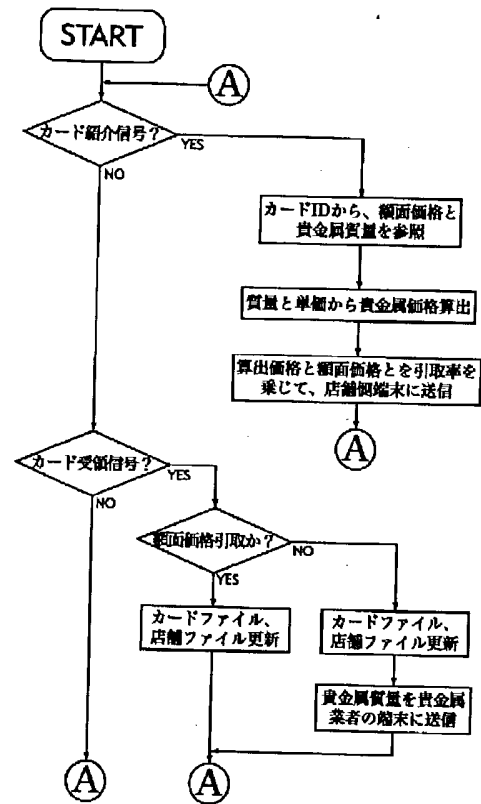 START
A
カード紹介信号？
YES
NO
カードIDから、額面価格と
貴金属質量を参照
質量と単価から貴金属価格算出
算出価格と額面価格とを引取率を
乗じて、店舗側端末に送信
A
カード受領信号？
YES
NO
額面価格引取か？
NO
YES
カードファイル、
店舗ファイル更新
カードファイル、
店舗ファイル更新
貴金属質量を貴金属
業者の端末に送信
A
A